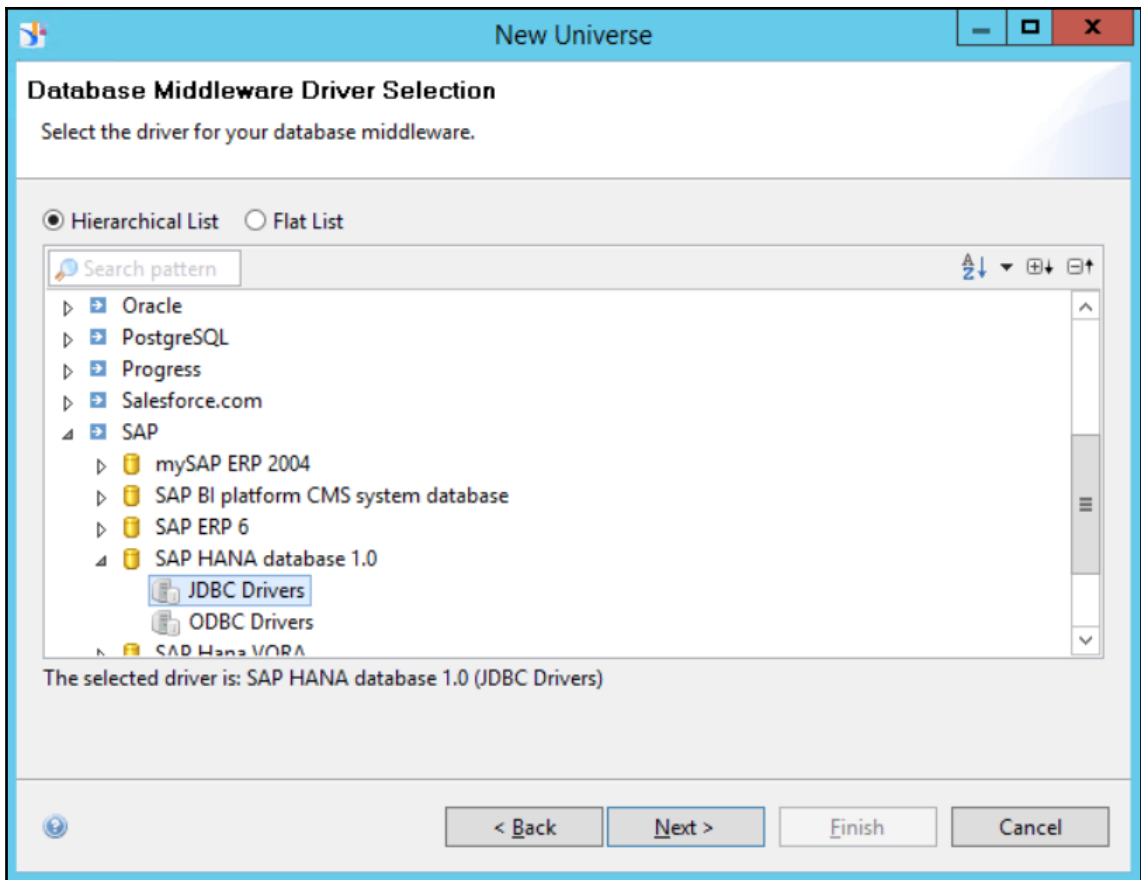 New Universe
Database Middleware Driver Selection
Select the driver for your database middleware.
Hierarchical List Flat List
Search pattern
Oracle
PostgreSQL
Progress
Salesforce.com
SAP
mySAP ERP 2004
SAP BI platform CMS system database
SAP ERP 6
SAP HANA database 1.0
JDBC Drivers
ODBC Drivers
SAP Hana VORA
The selected driver is: SAP HANA database 1.0 (JDBC Drivers)
< Back Next > Finish Cancel